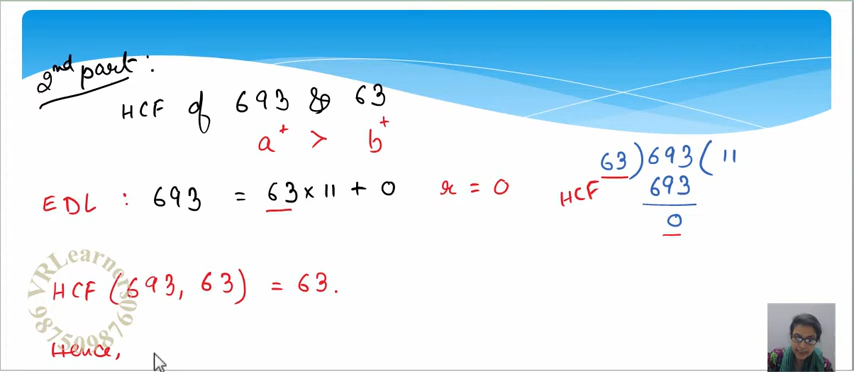 2nd part :
HCF of 693 & 63
a+ > b+
EDL : 693 = 63 × 11 + 0 r = 0
63 ) 693 ( 11
HCF
693
0
HCF (693, 63) = 63.
Hence,
VRLearners